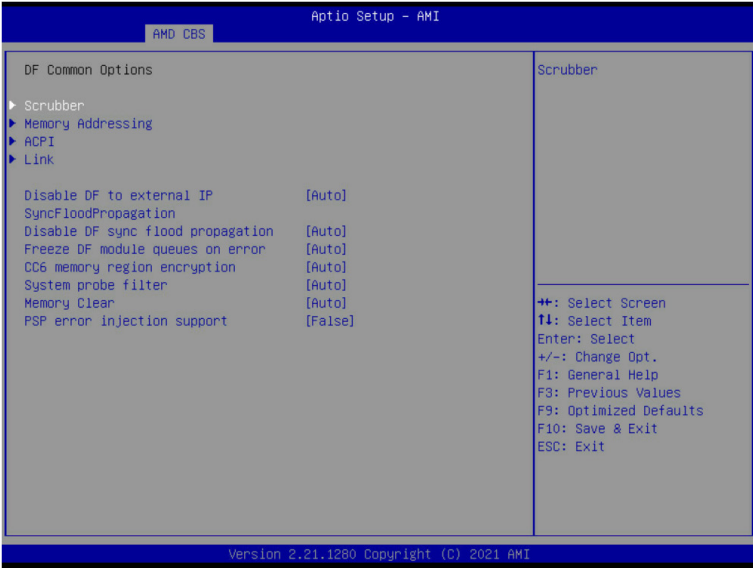 Aptio Setup – AMI
AMD CBS
DF Common Options
Scrubber
Memory Addressing
ACPI
Link
Disable DF to external IP [Auto]
SyncFloodPropagation
Disable DF sync flood propagation [Auto]
Freeze DF module queues on error [Auto]
CC6 memory region encryption [Auto]
System probe filter [Auto]
Memory Clear [Auto]
PSP error injection support [False]
Scrubber
→←: Select Screen
↑↓: Select Item
Enter: Select
+/-: Change Opt.
F1: General Help
F3: Previous Values
F9: Optimized Defaults
F10: Save & Exit
ESC: Exit
Version 2.21.1280 Copyright (C) 2021 AMI